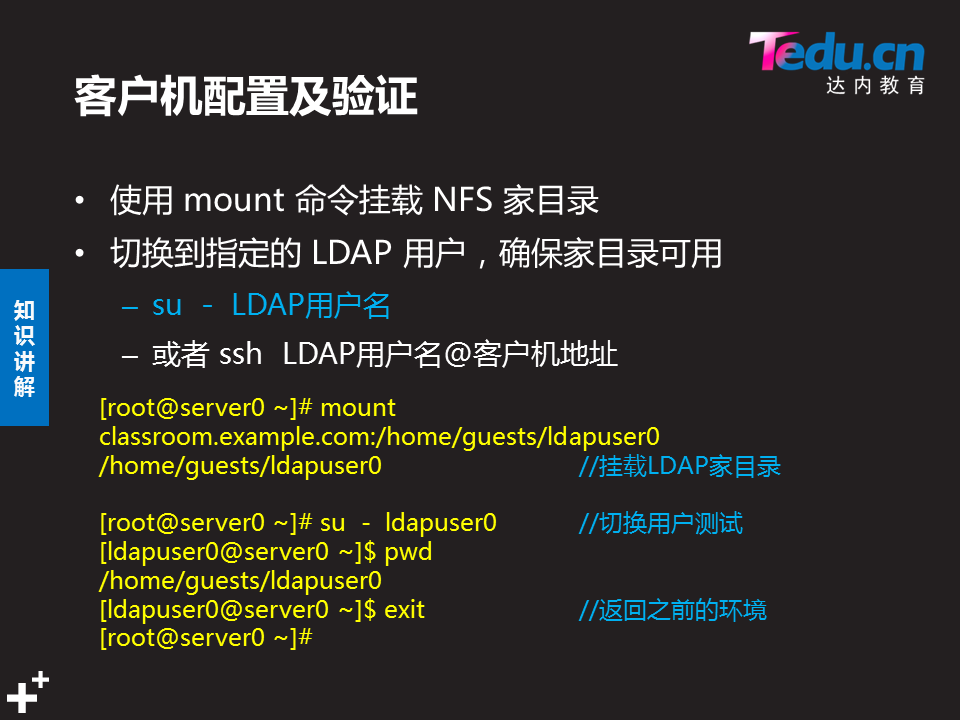 Tedu.cn
达内教育
客户机配置及验证
• 使用 mount 命令挂载 NFS 家目录
• 切换到指定的 LDAP 用户，确保家目录可用
– su - LDAP用户名
– 或者 ssh LDAP用户名@客户机地址
知识讲解
[root@server0 ~]# mount
classroom.example.com:/home/guests/ldapuser0
/home/guests/ldapuser0 //挂载LDAP家目录
[root@server0 ~]# su - ldapuser0 //切换用户测试
[ldapuser0@server0 ~]$ pwd
/home/guests/ldapuser0
[ldapuser0@server0 ~]$ exit //返回之前的环境
[root@server0 ~]#